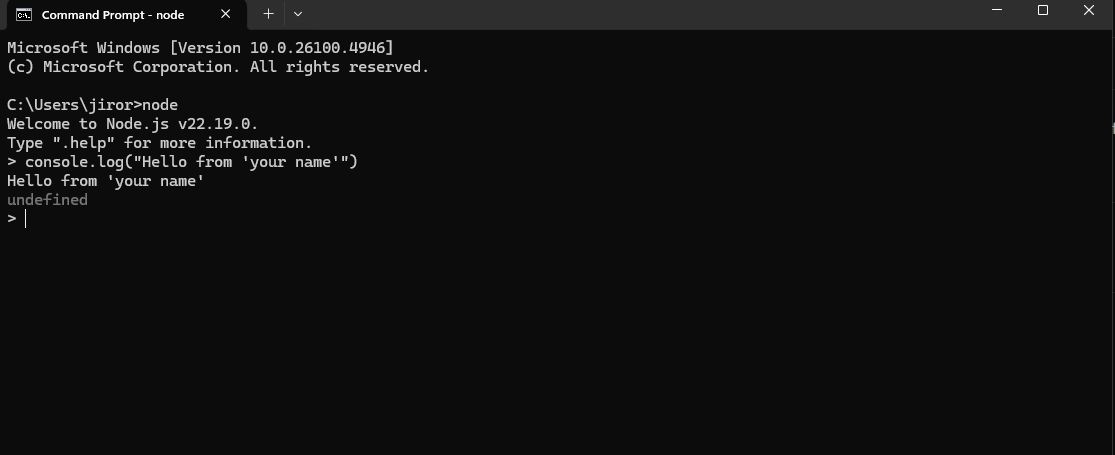 Command Prompt - node
Microsoft Windows [Version 10.0.26100.4946]
(c) Microsoft Corporation. All rights reserved.
C:\Users\jiror>node
Welcome to Node.js v22.19.0.
Type ".help" for more information.
> console.log("Hello from 'your name'")
Hello from 'your name'
undefined
>